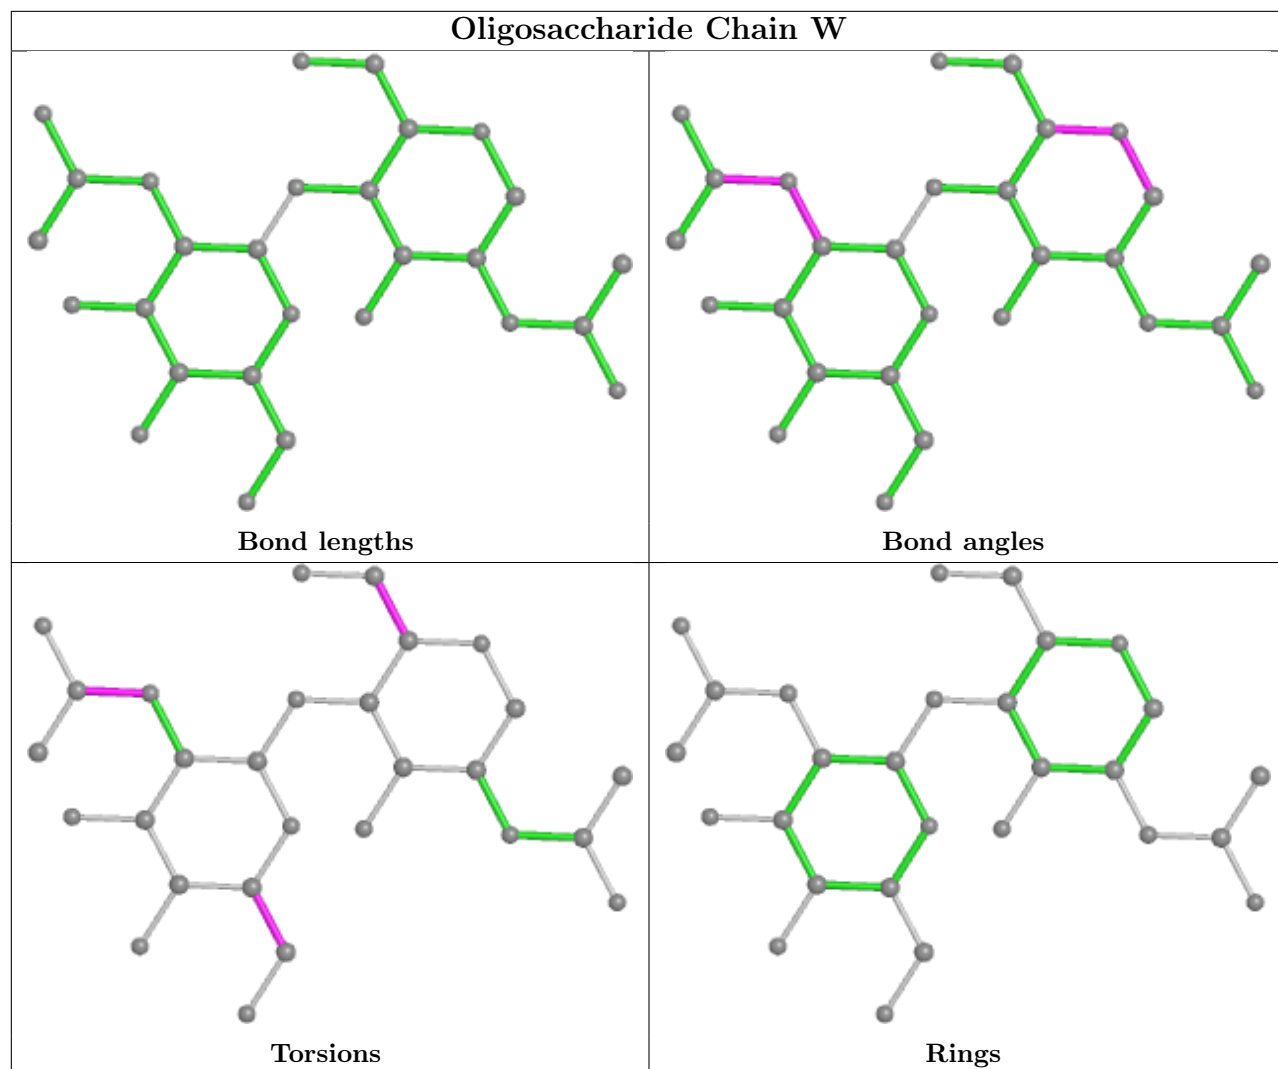 Oligosaccharide Chain W
Bond lengths
Bond angles
Torsions
Rings